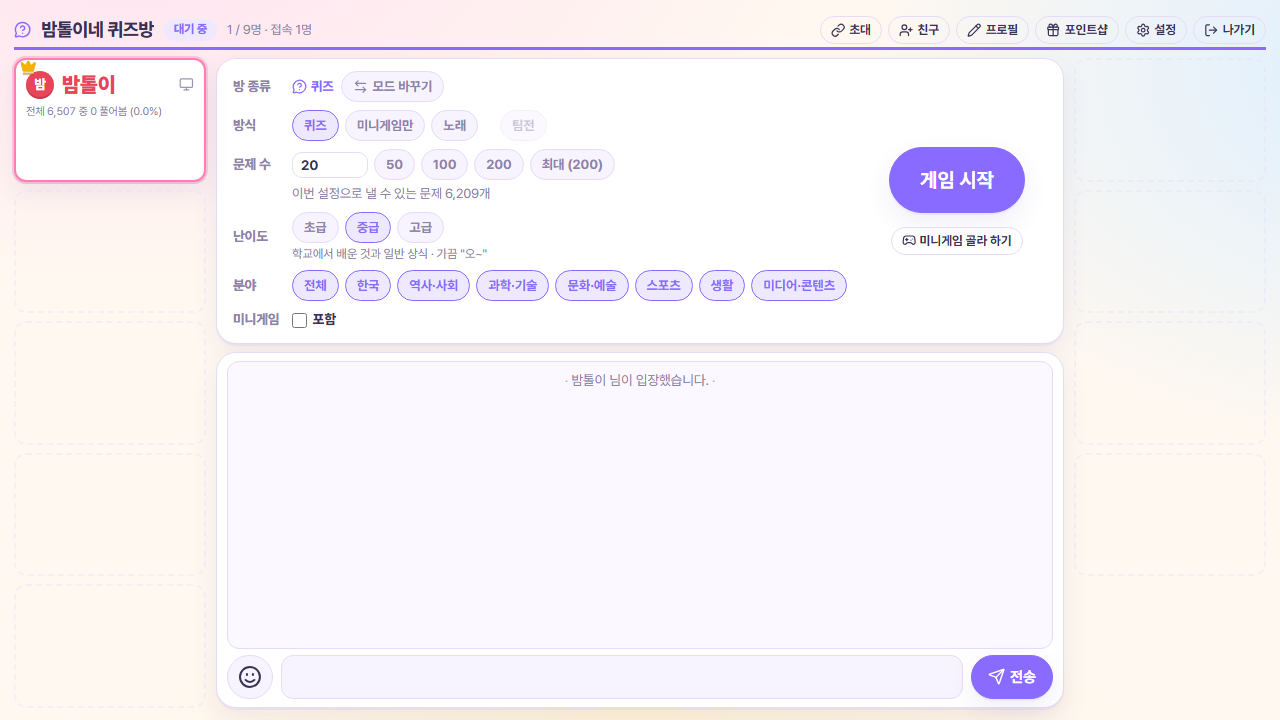 밤톨이네 퀴즈방 대기 중 1 / 9명 · 접속 1명 초대 친구 프로필 포인트샵 설정 나가기
밤 밤톨이
전체 6,507 중 0 풀어봄 (0.0%)
방 종류 퀴즈 모드 바꾸기
방식 퀴즈 미니게임만 노래 팀전
문제 수 20 50 100 200 최대 (200)
이번 설정으로 낼 수 있는 문제 6,209개
난이도 초급 중급 고급
학교에서 배운 것과 일반 상식 · 가끔 "오~"
분야 전체 한국 역사·사회 과학·기술 문화·예술 스포츠 생활 미디어·콘텐츠
미니게임 포함
게임 시작
미니게임 골라 하기
· 밤톨이 님이 입장했습니다. ·
전송